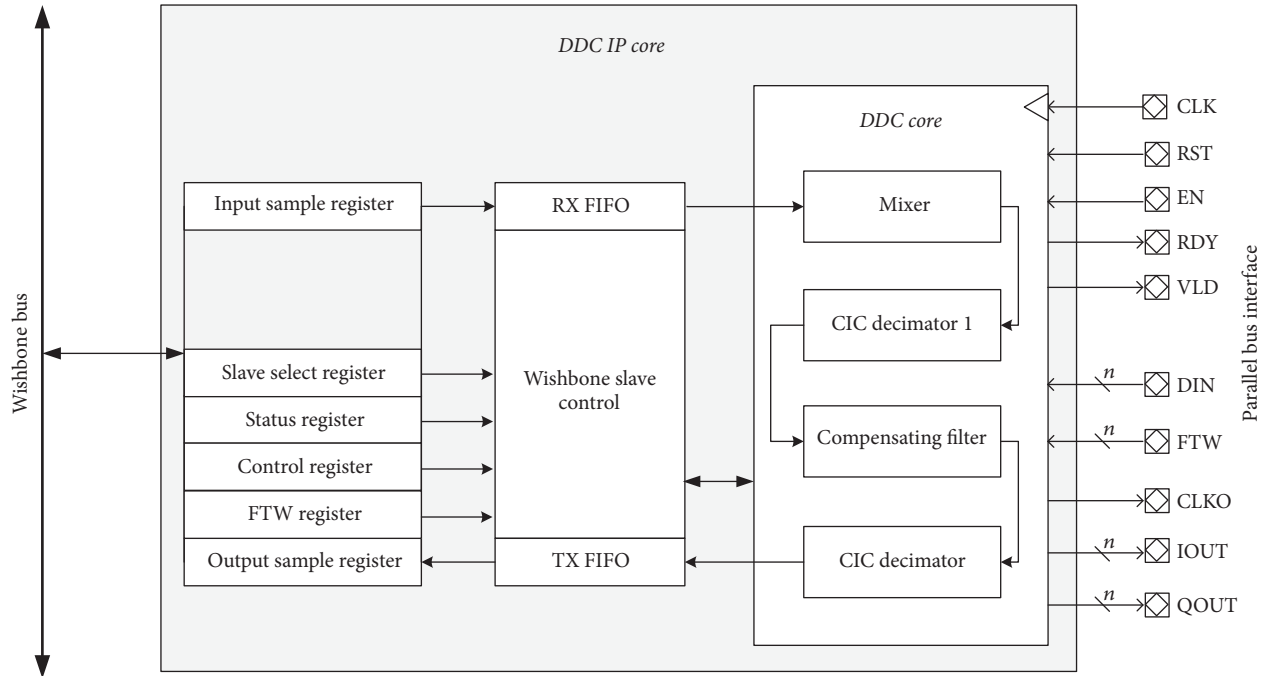 DDC IP core
Wishbone bus
Input sample register
Slave select register
Status register
Control register
FTW register
Output sample register
RX FIFO
Wishbone slave
control
TX FIFO
DDC core
Mixer
CIC decimator 1
Compensating filter
CIC decimator
CLK
RST
EN
RDY
VLD
n
DIN
n
FTW
CLKO
n
IOUT
n
QOUT
Parallel bus interface